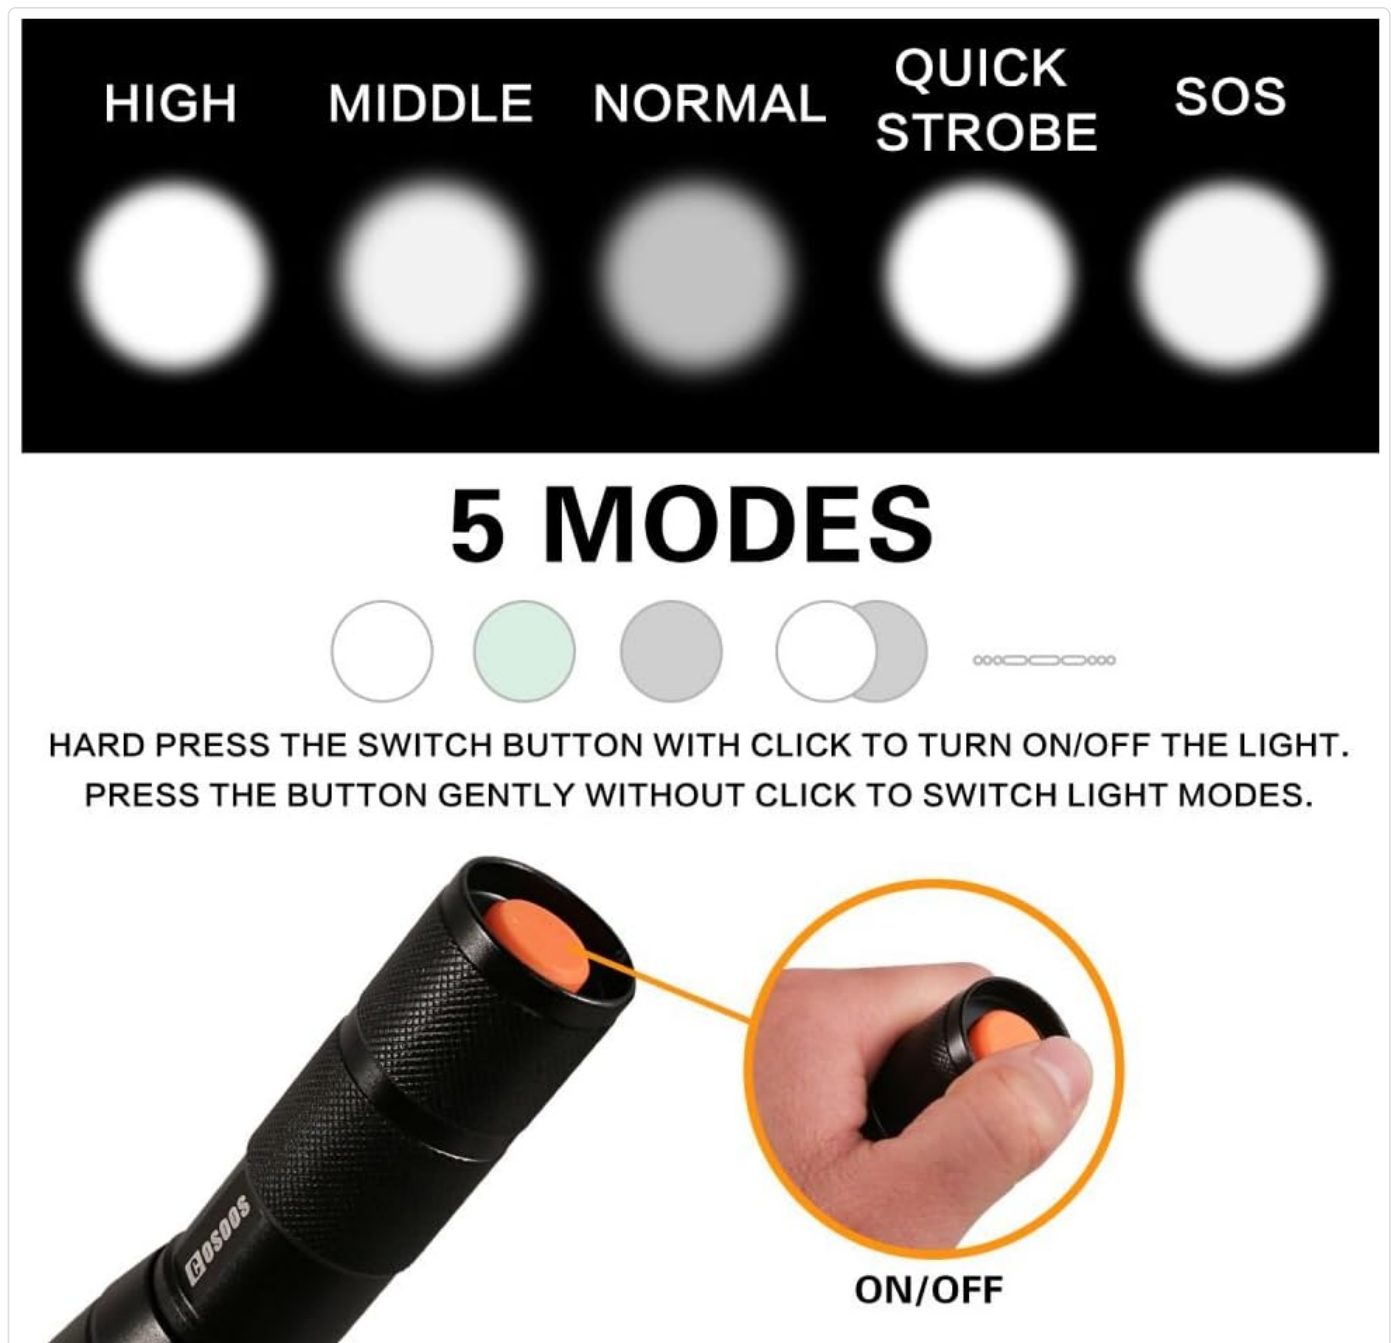 HIGH
MIDDLE
NORMAL
QUICK
STROBE
SOS
5 MODES
HARD PRESS THE SWITCH BUTTON WITH CLICK TO TURN ON/OFF THE LIGHT.
PRESS THE BUTTON GENTLY WITHOUT CLICK TO SWITCH LIGHT MODES.
COSOOS
ON/OFF